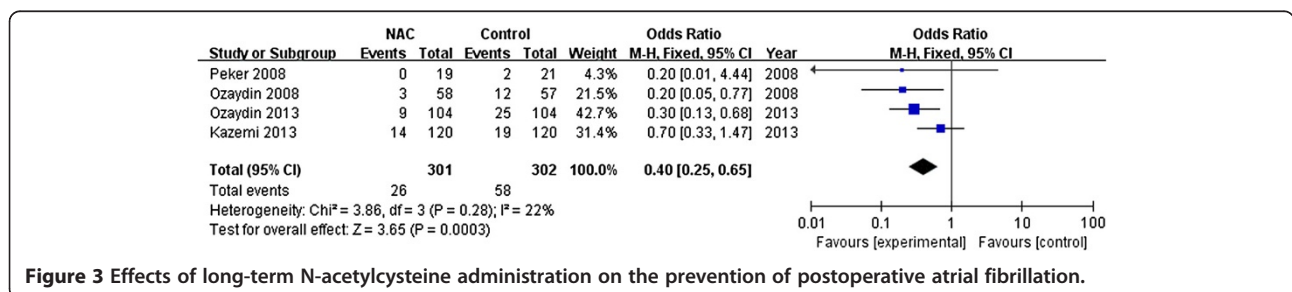 NAC Control Odds Ratio Odds Ratio
Study or Subgroup Events Total Events Total Weight M-H, Fixed, 95% CI Year M-H, Fixed, 95% CI
Peker 2008 0 19 2 21 4.3% 0.20 [0.01, 4.44] 2008
Ozaydin 2008 3 58 12 57 21.5% 0.20 [0.05, 0.77] 2008
Ozaydin 2013 9 104 25 104 42.7% 0.30 [0.13, 0.68] 2013
Kazemi 2013 14 120 19 120 31.4% 0.70 [0.33, 1.47] 2013
Total (95% CI) 301 302 100.0% 0.40 [0.25, 0.65]
Total events 26 58
Heterogeneity: Chi² = 3.86, df = 3 (P = 0.28); I² = 22%
Test for overall effect: Z = 3.65 (P = 0.0003)
0.01 0.1 1 10 100
Favours [experimental] Favours [control]
Figure 3 Effects of long-term N-acetylcysteine administration on the prevention of postoperative atrial fibrillation.